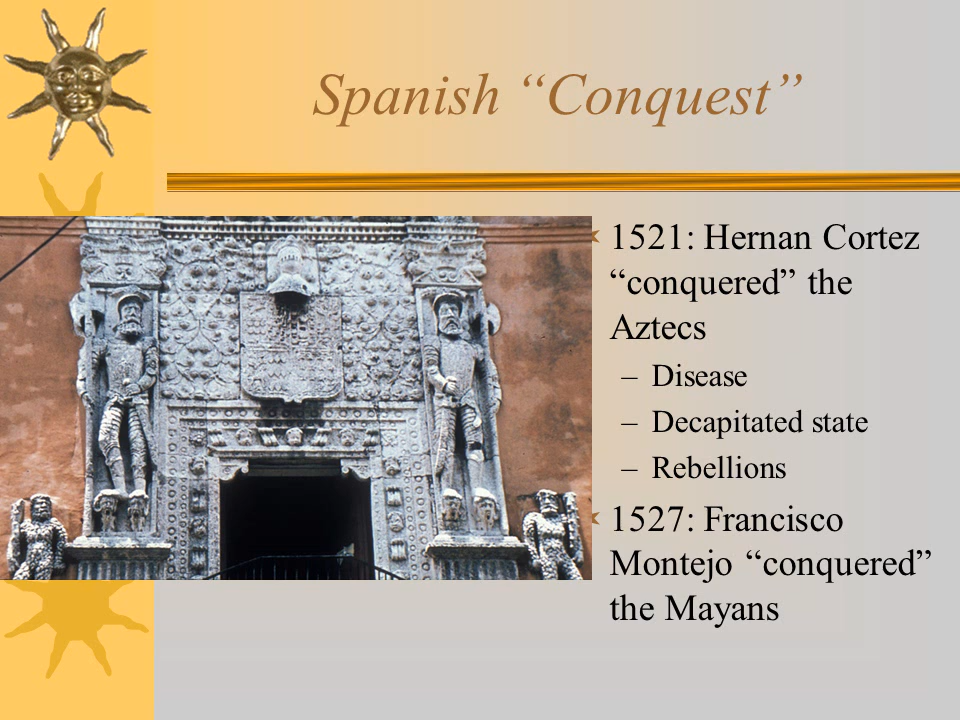 Spanish “Conquest”
1521: Hernan Cortez
“conquered” the
Aztecs
– Disease
– Decapitated state
– Rebellions
1527: Francisco
Montejo “conquered”
the Mayans